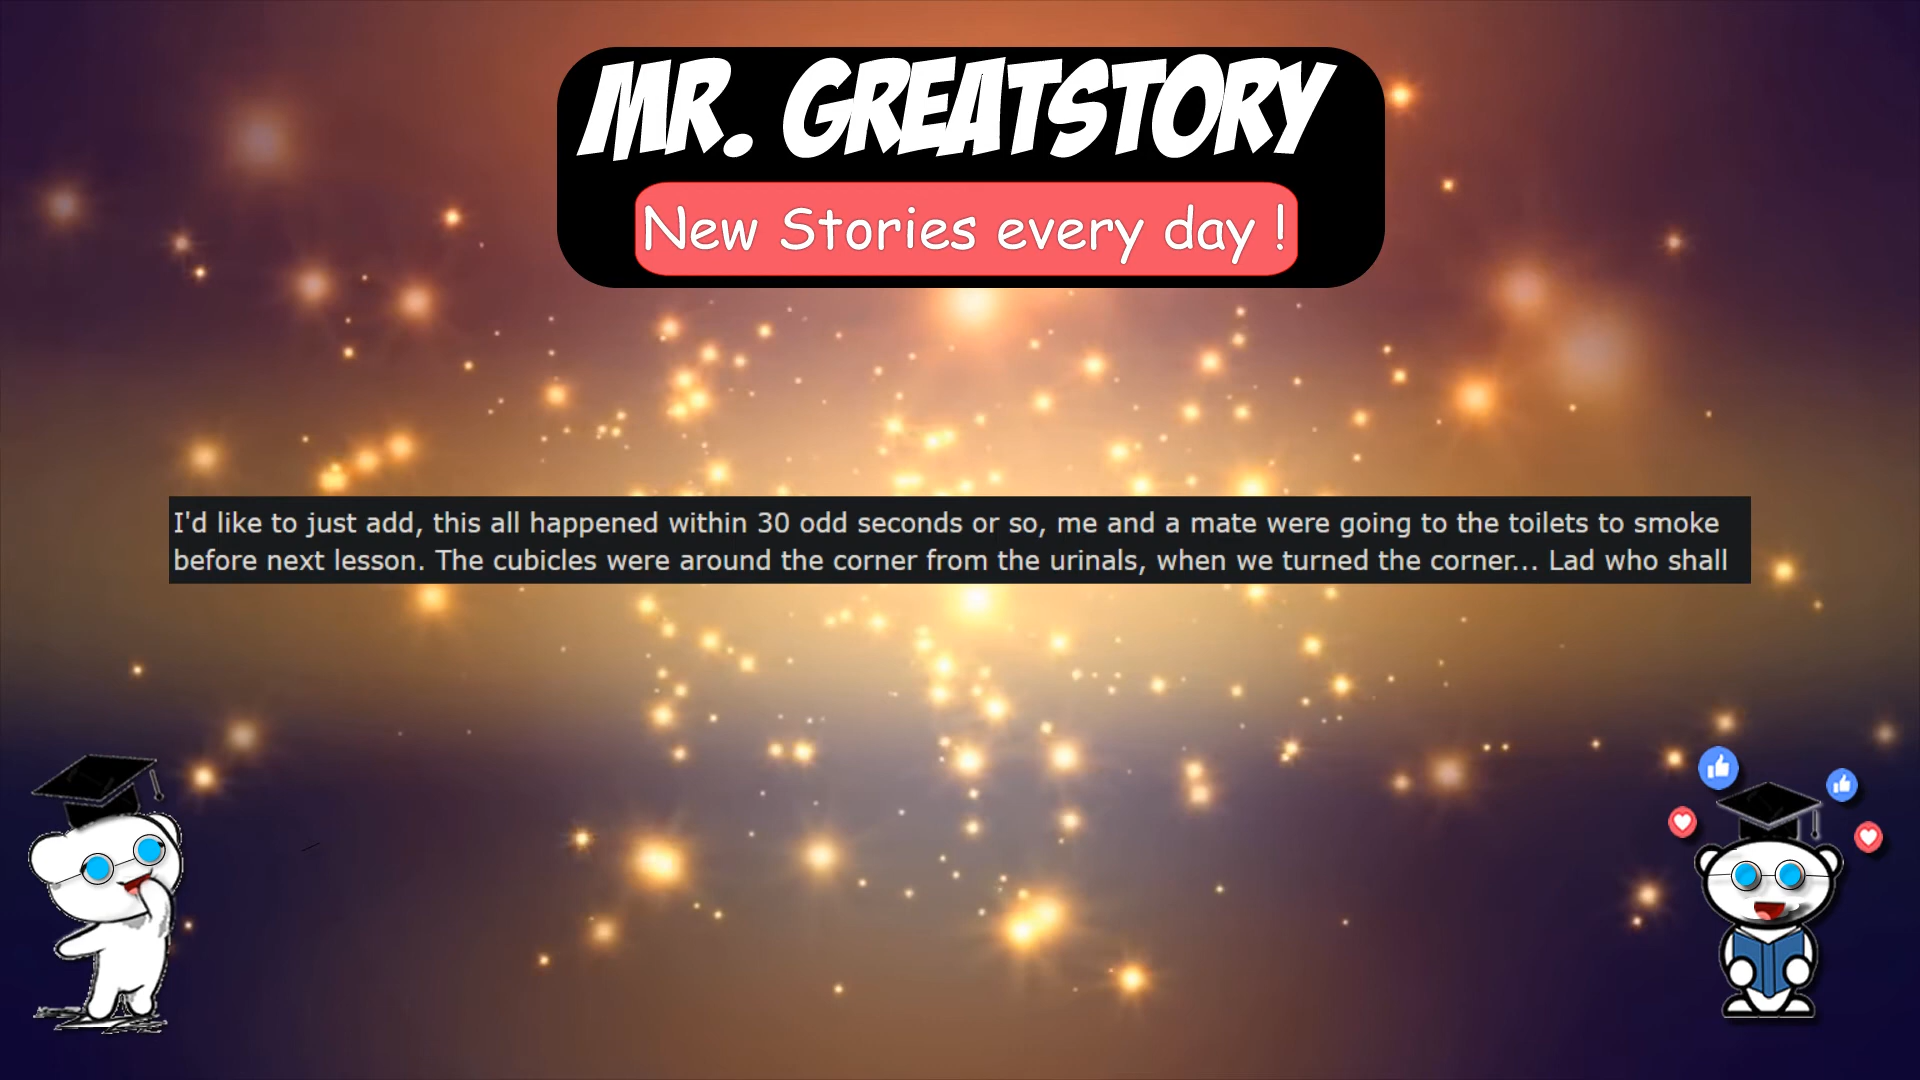 MR. GREATSTORY
New Stories every day !
I'd like to just add, this all happened within 30 odd seconds or so, me and a mate were going to the toilets to smoke
before next lesson. The cubicles were around the corner from the urinals, when we turned the corner... Lad who shall